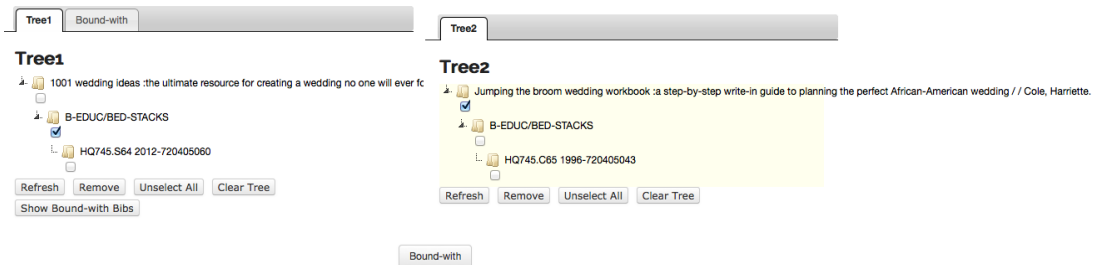 Tree1 Bound-with
Tree1
1001 wedding ideas :the ultimate resource for creating a wedding no one will ever fo
B-EDUC/BED-STACKS
HQ745.S64 2012-720405060
Refresh Remove Unselect All Clear Tree
Show Bound-with Bibs
Tree2
Tree2
Jumping the broom wedding workbook :a step-by-step write-in guide to planning the perfect African-American wedding / / Cole, Harriette.
B-EDUC/BED-STACKS
HQ745.C65 1996-720405043
Refresh Remove Unselect All Clear Tree
Bound-with